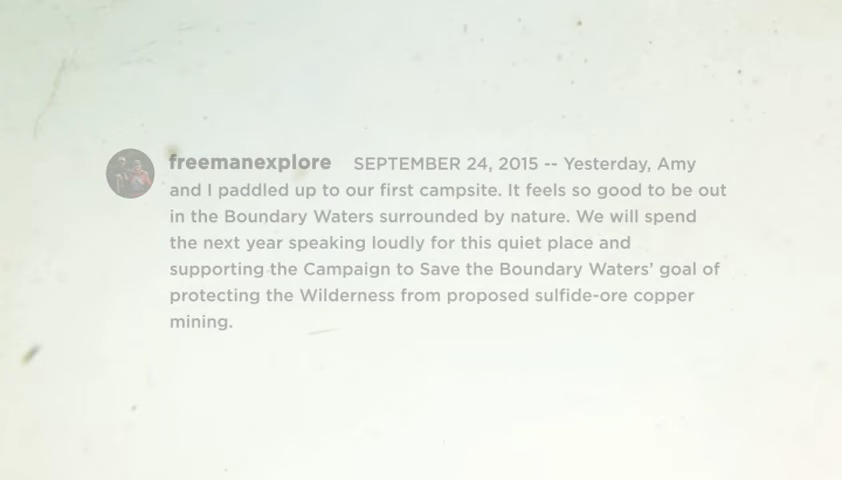 freemanexplore SEPTEMBER 24, 2015 -- Yesterday, Amy
and I paddled up to our first campsite. It feels so good to be out
in the Boundary Waters surrounded by nature. We will spend
the next year speaking loudly for this quiet place and
supporting the Campaign to Save the Boundary Waters’ goal of
protecting the Wilderness from proposed sulfide-ore copper
mining.